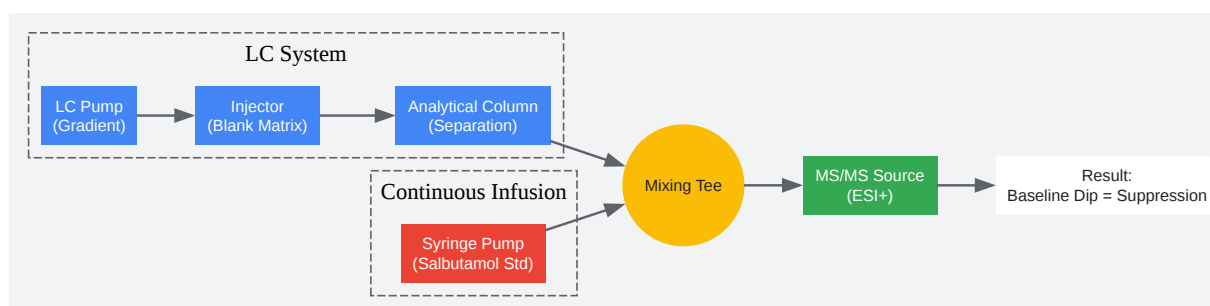 LC System
LC Pump
(Gradient)
Injector
(Blank Matrix)
Analytical Column
(Separation)
Continuous Infusion
Syringe Pump
(Salbutamol Std)
Mixing Tee
MS/MS Source
(ESI+)
Result:
Baseline Dip = Suppression